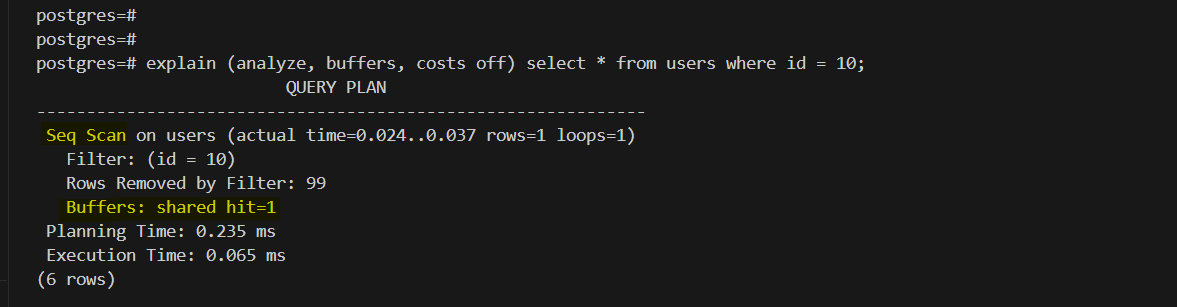 postgres=#
postgres=#
postgres=# explain (analyze, buffers, costs off) select * from users where id = 10;
QUERY PLAN
-------------------------------------------------------------
Seq Scan on users (actual time=0.024..0.037 rows=1 loops=1)
Filter: (id = 10)
Rows Removed by Filter: 99
Buffers: shared hit=1
Planning Time: 0.235 ms
Execution Time: 0.065 ms
(6 rows)